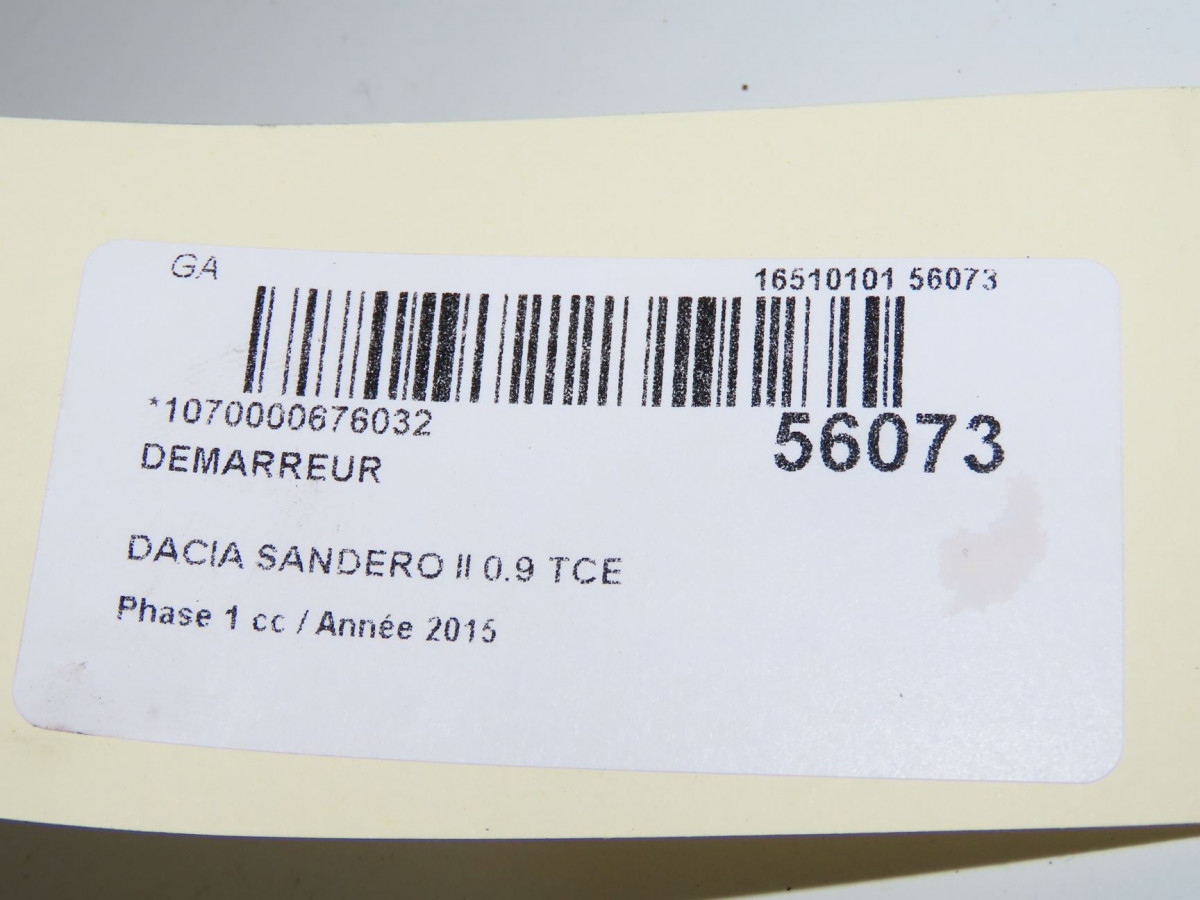 GA
16510101 56073
*1070000676032
56073
DEMARREUR
DACIA SANDERO II 0.9 TCE
Phase 1 cc / Année 2015